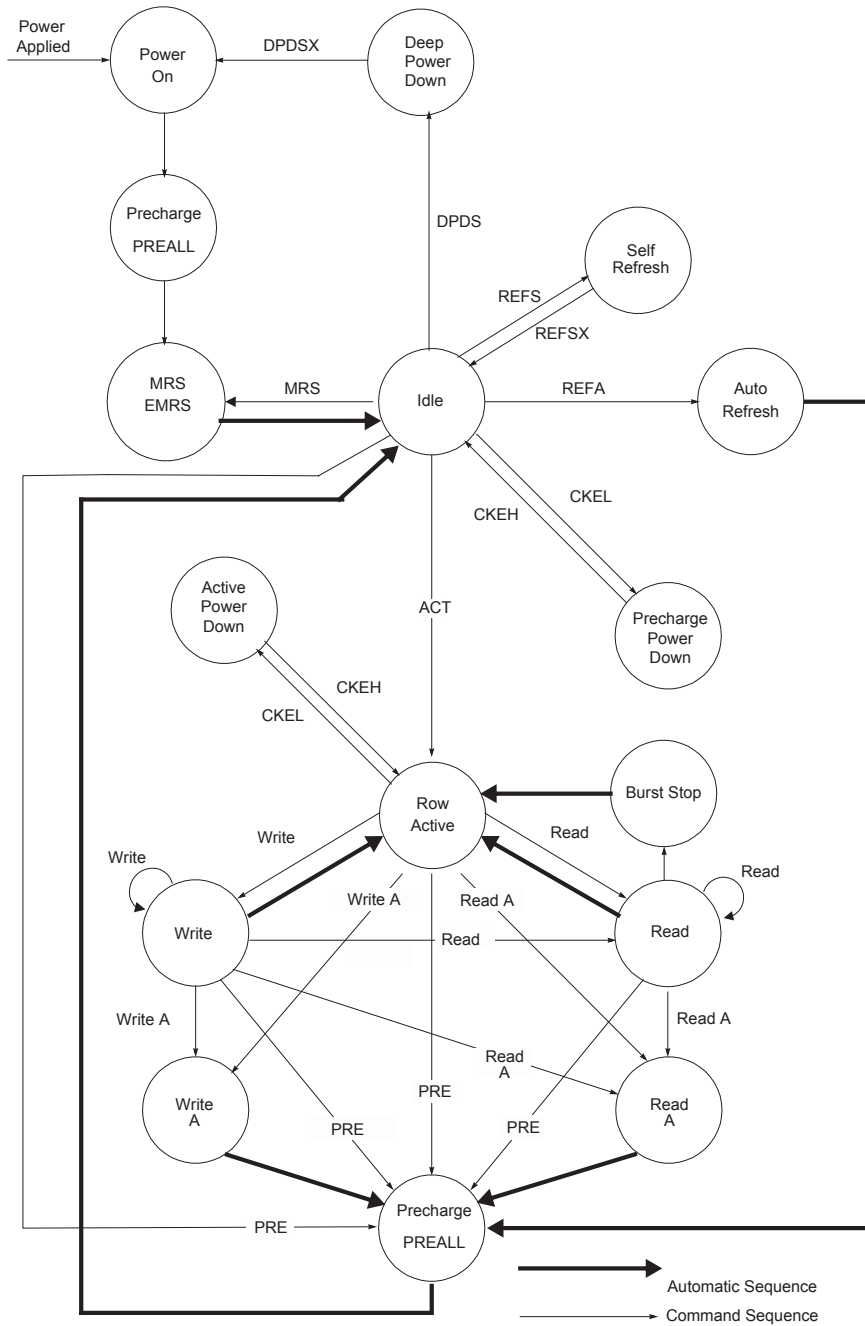 Power
Applied
Power
On
DPDSX
Deep
Power
Down
Precharge
PREALL
DPDS
Self
Refresh
REFS
REFSX
MRS
EMRS
MRS
Idle
REFA
Auto
Refresh
CKEL
CKEH
Active
Power
Down
ACT
Precharge
Power
Down
CKEH
CKEL
Row
Active
Burst Stop
Write
Read
Write
Read
Write A
Read A
Write
Read
Read
Write A
Read A
Read
A
Write
A
PRE
Read
A
PRE
PRE
Precharge
PREALL
PRE
Automatic Sequence
Command Sequence